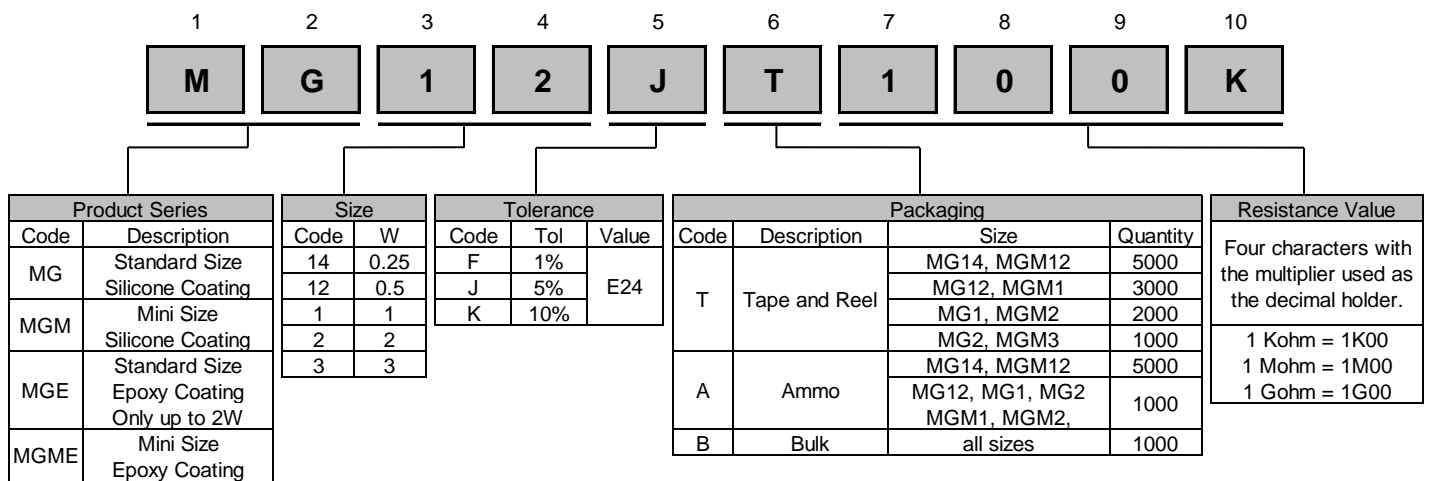 1 2 3 4 5 6 7 8 9 10
M G 1 2 J T 1 0 0 K
Product Series
Code Description
MG Standard Size
Silicone Coating
MGM Mini Size
Silicone Coating
MGE Standard Size
Epoxy Coating
Only up to 2W
MGME Mini Size
Epoxy Coating
Size
Code W
14 0.25
12 0.5
1 1
2 2
3 3
Tolerance
Code Tol Value
F 1% E24
J 5%
K 10%
Packaging
Code Description Size Quantity
T Tape and Reel MG14, MGM12 5000
MG12, MGM1 3000
MG1, MGM2 2000
MG2, MGM3 1000
A Ammo MG14, MGM12 5000
MG12, MG1, MG2 1000
MGM1, MGM2,
B Bulk all sizes 1000
Resistance Value
Four characters with
the multiplier used as
the decimal holder.
1 Kohm = 1K00
1 Mohm = 1M00
1 Gohm = 1G00